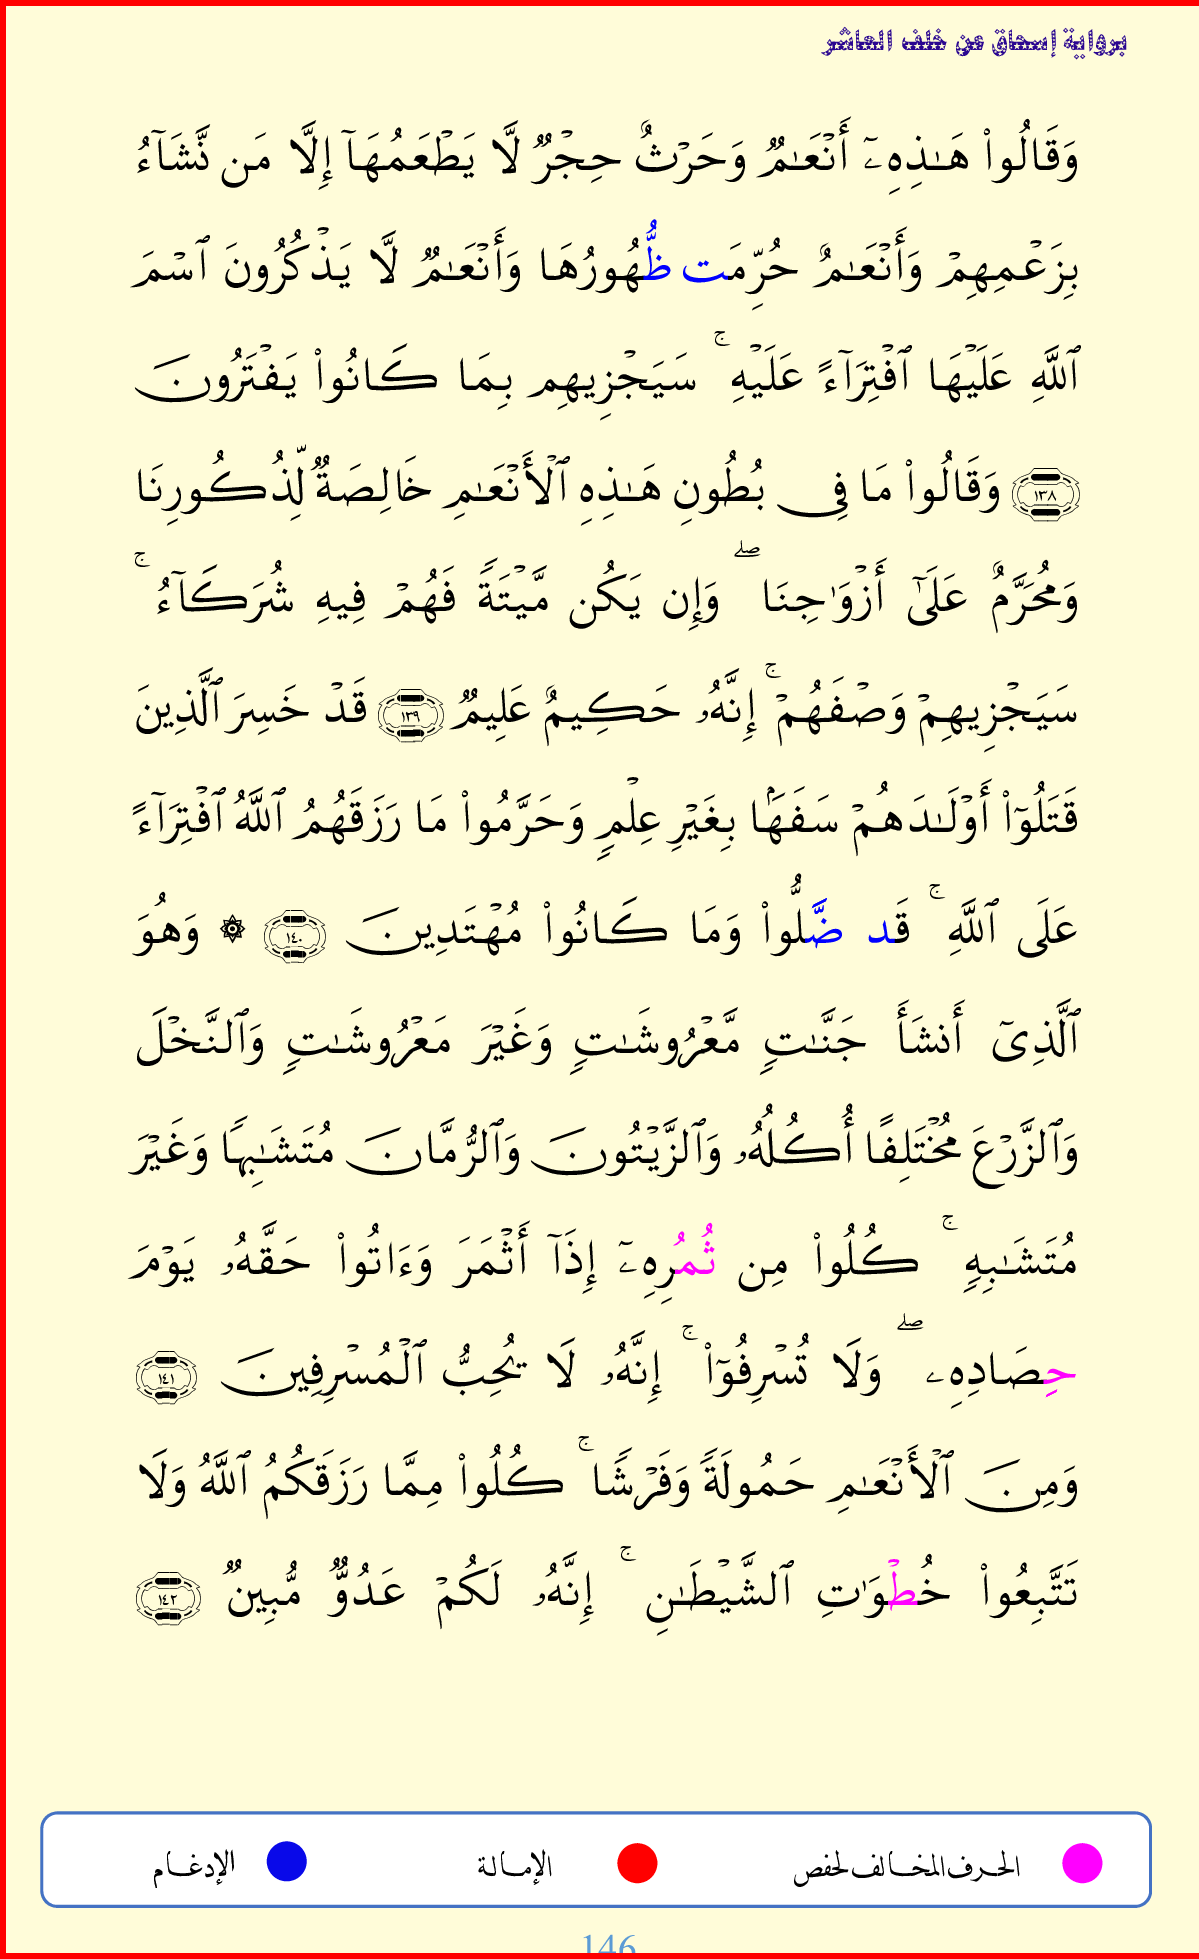 برواية إسحاق عن خلف العاشر
وَقَالُوا۟ هَـٰذِهِۦٓ أَنْعَـٰمٌ وَحَرْثٌ حِجْرٌ لَّا يَطْعَمُهَآ إِلَّا مَن نَّشَآءُ
بِزَعْمِهِمْ وَأَنْعَـٰمٌ حُرِّمَت ظُّهُورُهَا وَأَنْعَـٰمٌ لَّا يَذْكُرُونَ ٱسْمَ
ٱللَّهِ عَلَيْهَا ٱفْتِرَآءً عَلَيْهِ ۚ سَيَجْزِيهِم بِمَا كَانُوا۟ يَفْتَرُونَ
١٣٨ وَقَالُوا۟ مَا فِى بُطُونِ هَـٰذِهِ ٱلْأَنْعَـٰمِ خَالِصَةٌ لِّذُكُورِنَا
وَمُحَرَّمٌ عَلَىٰٓ أَزْوَٰجِنَا ۖ وَإِن يَكُن مَّيْتَةً فَهُمْ فِيهِ شُرَكَآءُ ۚ
سَيَجْزِيهِمْ وَصْفَهُمْ ۚ إِنَّهُۥ حَكِيمٌ عَلِيمٌ ١٣٩ قَدْ خَسِرَ ٱلَّذِينَ
قَتَلُوٓا۟ أَوْلَـٰدَهُمْ سَفَهًۢا بِغَيْرِ عِلْمٍ وَحَرَّمُوا۟ مَا رَزَقَهُمُ ٱللَّهُ ٱفْتِرَآءً
عَلَى ٱللَّهِ ۚ قَد ضَّلُّوا۟ وَمَا كَانُوا۟ مُهْتَدِينَ ١٤٠ ۞ وَهُوَ
ٱلَّذِىٓ أَنشَأَ جَنَّـٰتٍ مَّعْرُوشَـٰتٍ وَغَيْرَ مَعْرُوشَـٰتٍ وَٱلنَّخْلَ
وَٱلزَّرْعَ مُخْتَلِفًا أُكُلُهُۥ وَٱلزَّيْتُونَ وَٱلرُّمَّانَ مُتَشَـٰبِهًا وَغَيْرَ
مُتَشَـٰبِهٍ ۚ كُلُوا۟ مِن ثُمُرِهِۦٓ إِذَآ أَثْمَرَ وَءَاتُوا۟ حَقَّهُۥ يَوْمَ
حِصَادِهِۦ ۖ وَلَا تُسْرِفُوٓا۟ ۚ إِنَّهُۥ لَا يُحِبُّ ٱلْمُسْرِفِينَ ١٤١
وَمِنَ ٱلْأَنْعَـٰمِ حَمُولَةً وَفَرْشًا ۚ كُلُوا۟ مِمَّا رَزَقَكُمُ ٱللَّهُ وَلَا
تَتَّبِعُوا۟ خُطْوَٰتِ ٱلشَّيْطَـٰنِ ۚ إِنَّهُۥ لَكُمْ عَدُوٌّ مُّبِينٌ ١٤٢
الحرف المخالف لحفص الإمالة الإدغام
146